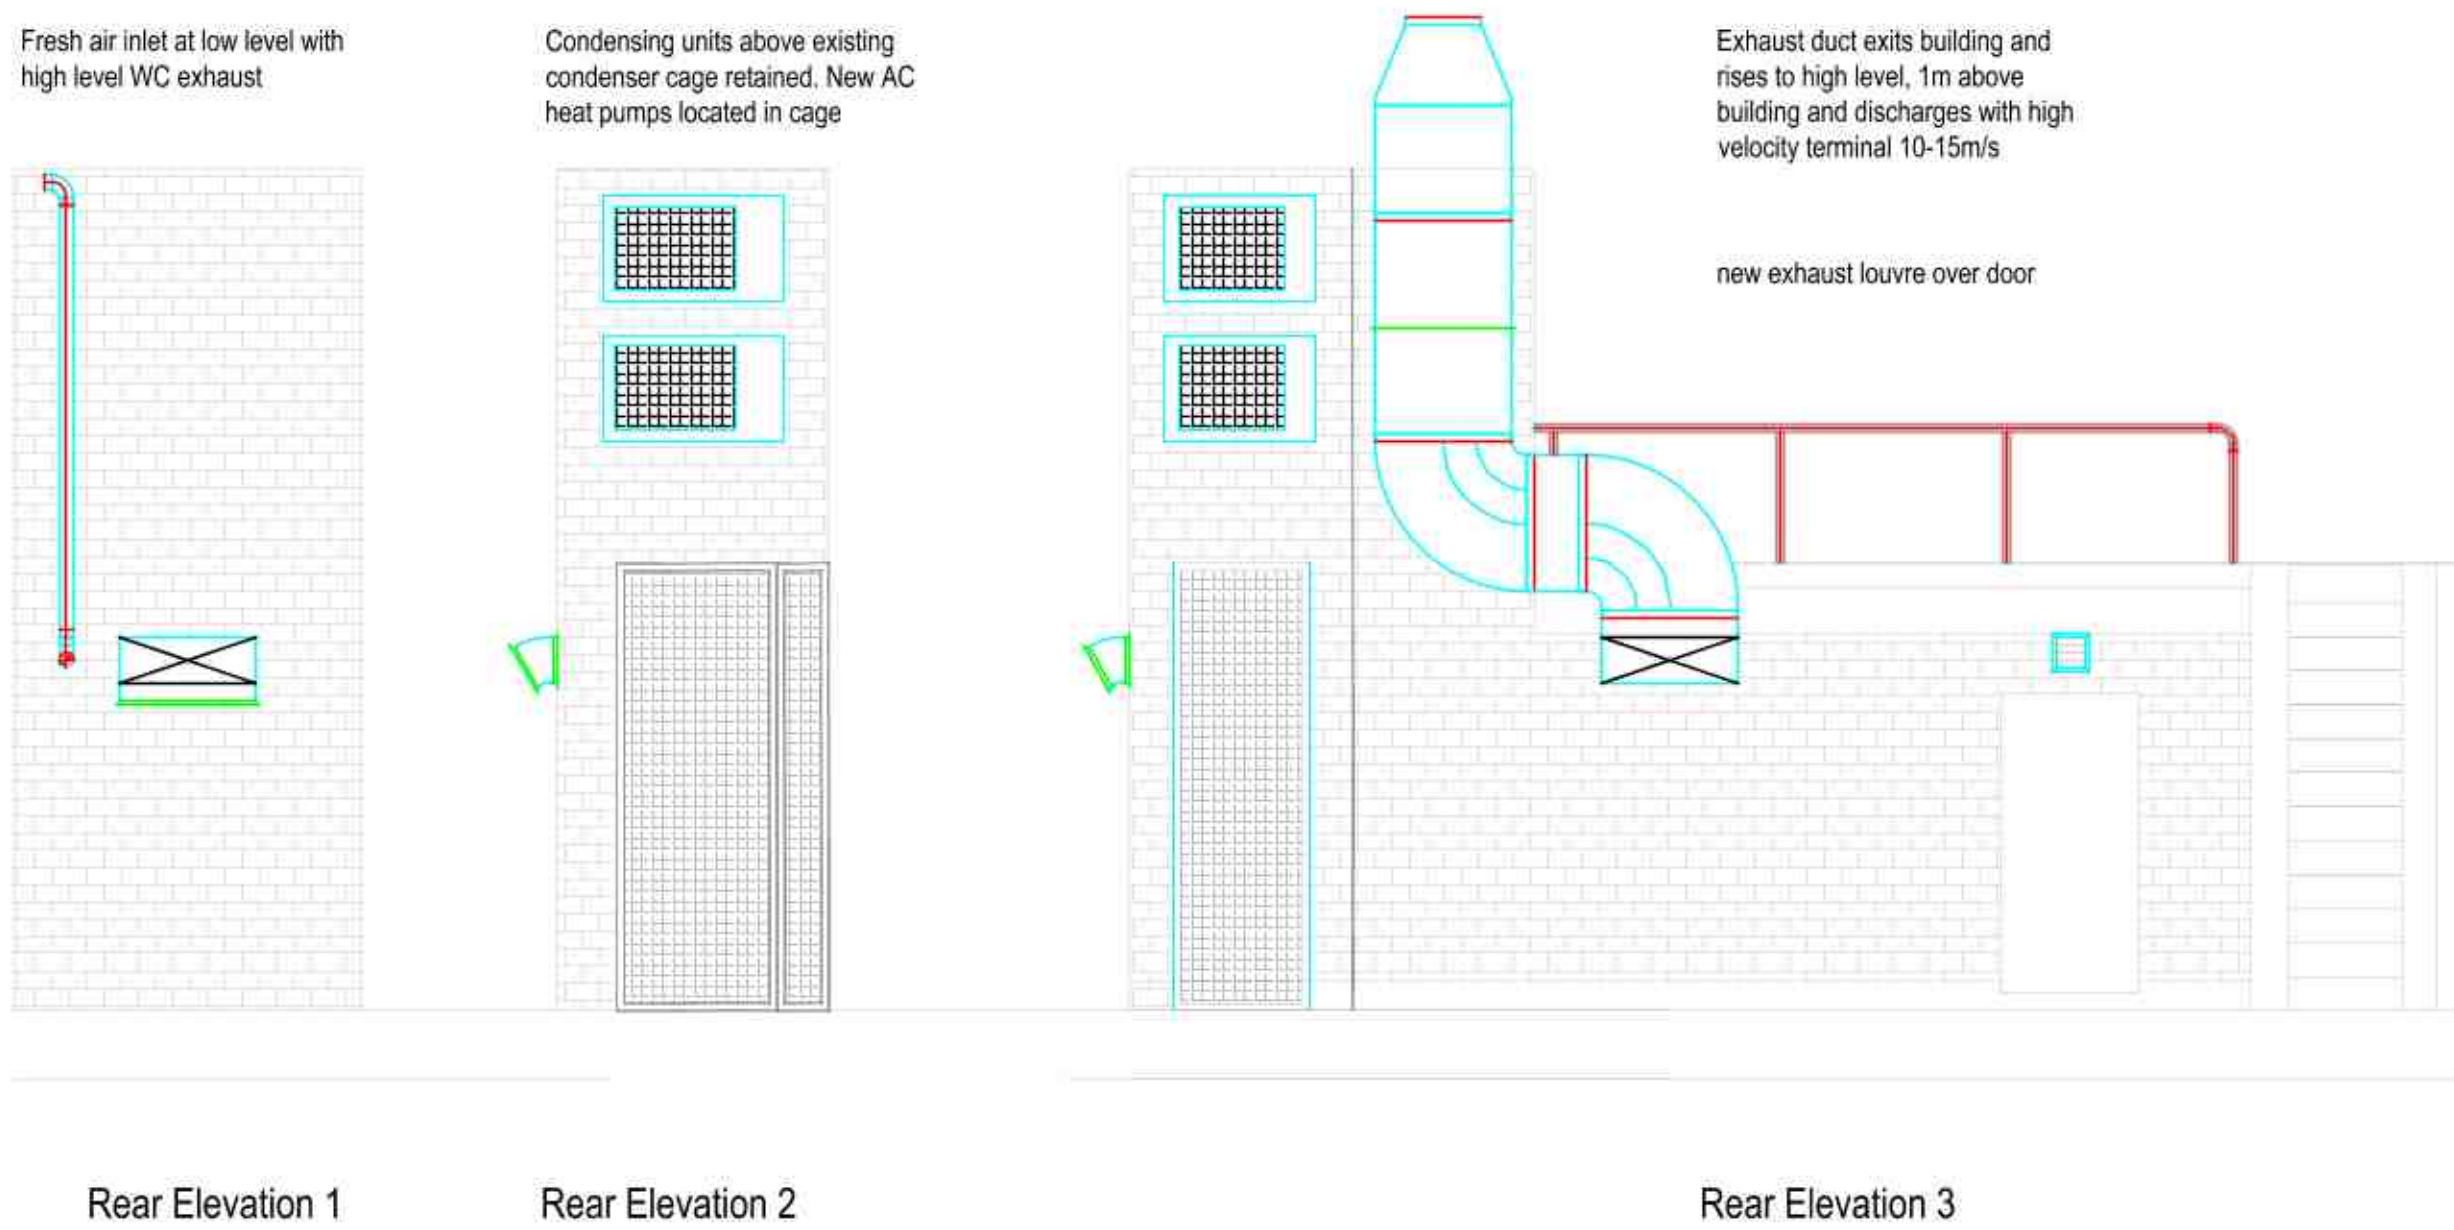 Fresh air inlet at low level with
high level WC exhaust
Condensing units above existing
condenser cage retained. New AC
heat pumps located in cage
Exhaust duct exits building and
rises to high level, 1m above
building and discharges with high
velocity terminal 10-15m/s
new exhaust louvre over door
Rear Elevation 1
Rear Elevation 2
Rear Elevation 3